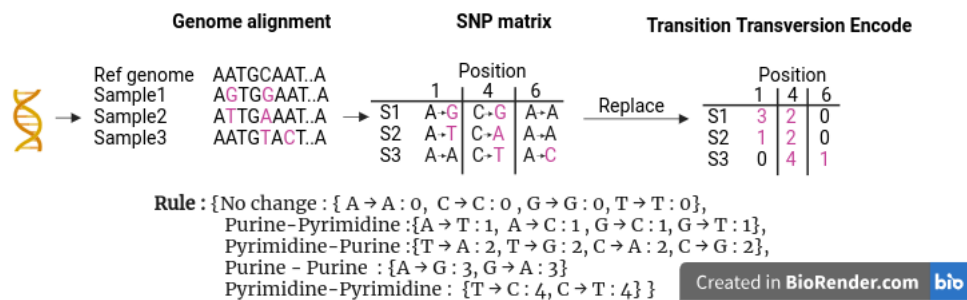 Genome alignment
SNP matrix
Transition Transversion Encode
Ref genome AATGCAAT..A
Sample1 AGTGGAAT..A
Sample2 ATTGAAAT..A
Sample3 AATGTACT..A
Position
1 4 6
S1 A→G C→G A→A
S2 A→T C→A A→A
S3 A→A C→T A→C
Replace
Position
1 4 6
S1 3 2 0
S2 1 2 0
S3 0 4 1
Rule : {No change : { A → A : 0, C → C : 0 , G → G : 0, T → T : 0},
Purine-Pyrimidine :{A → T : 1, A → C : 1 , G → C : 1, G → T : 1},
Pyrimidine-Purine :{T → A : 2, T → G : 2, C → A : 2, C → G : 2},
Purine - Purine : {A → G : 3, G → A : 3}
Pyrimidine-Pyrimidine : {T → C : 4, C → T : 4} }
Created in BioRender.com bio